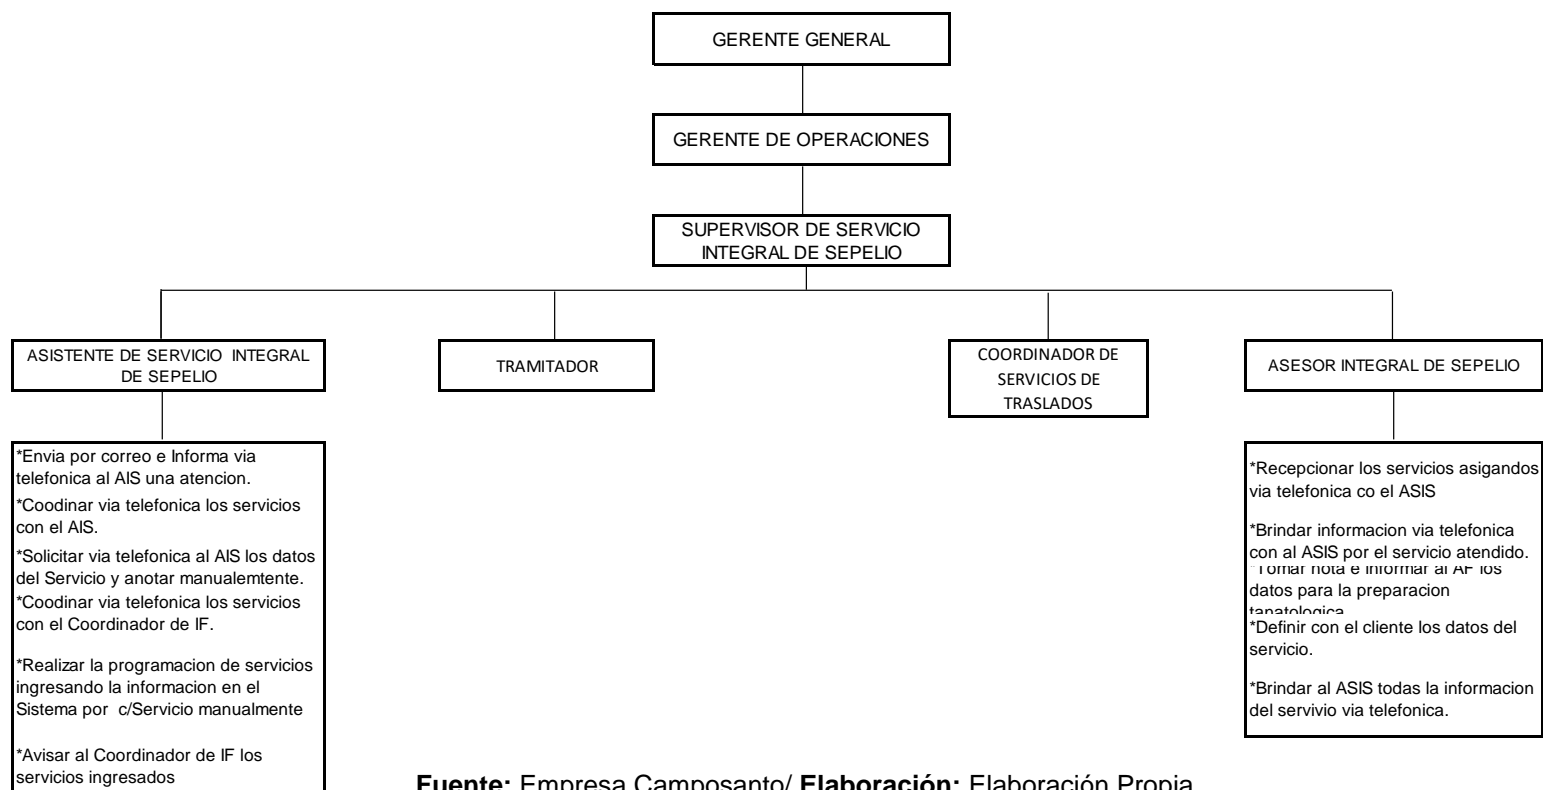 GERENTE GENERAL
GERENTE DE OPERACIONES
SUPERVISOR DE SERVICIO
INTEGRAL DE SEPELIO
ASISTENTE DE SERVICIO INTEGRAL
DE SEPELIO
TRAMITADOR
COORDINADOR DE
SERVICIOS DE
TRASLADOS
ASESOR INTEGRAL DE SEPELIO
*Envia por correo e Informa via
telefonica al AIS una atencion.
*Coodinar via telefonica los servicios
con el AIS.
*Solicitar via telefonica al AIS los datos
del Servicio y anotar manualemtente.
*Coodinar via telefonica los servicios
con el Coordinador de IF.
*Realizar la programacion de servicios
ingresando la informacion en el
Sistema por c/Servicio manualmente
*Avisar al Coordinador de IF los
servicios ingresados
*Recepcionar los servicios asigandos
via telefonica co el ASIS
*Brindar informacion via telefonica
con al ASIS por el servicio atendido.
*Tomar nota e informar al AF los
datos para la preparacion
tanatologica
*Definir con el cliente los datos del
servicio.
*Brindar al ASIS todas la informacion
del servivio via telefonica.
Fuente: Empresa Camposanto/ Elaboración: Elaboración Propia